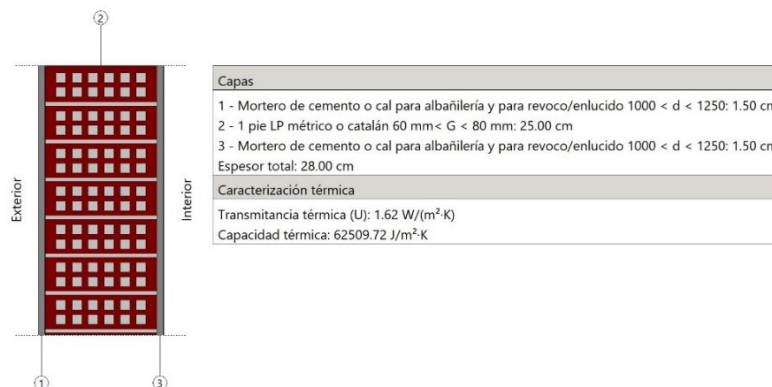 2
Exterior
Interior
1
3
Capas
1 - Mortero de cemento o cal para albañilería y para revoco/enlucido 1000 < d < 1250: 1.50 cm
2 - 1 pie LP métrico o catalán 60 mm< G < 80 mm: 25.00 cm
3 - Mortero de cemento o cal para albañilería y para revoco/enlucido 1000 < d < 1250: 1.50 cm
Espesor total: 28.00 cm
Caracterización térmica
Transmitancia térmica (U): 1.62 W/(m²·K)
Capacidad térmica: 62509.72 J/m²·K